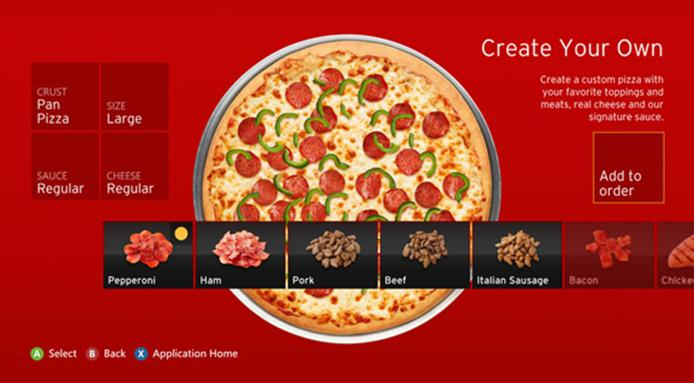 Create Your Own
Create a custom pizza with
your favorite toppings and
meats, real cheese and our
signature sauce.
CRUST
Pan
Pizza
SIZE
Large
SAUCE
Regular
CHEESE
Regular
Add to
order
Pepperoni
Ham
Pork
Beef
Italian Sausage
Bacon
A Select B Back X Application Home